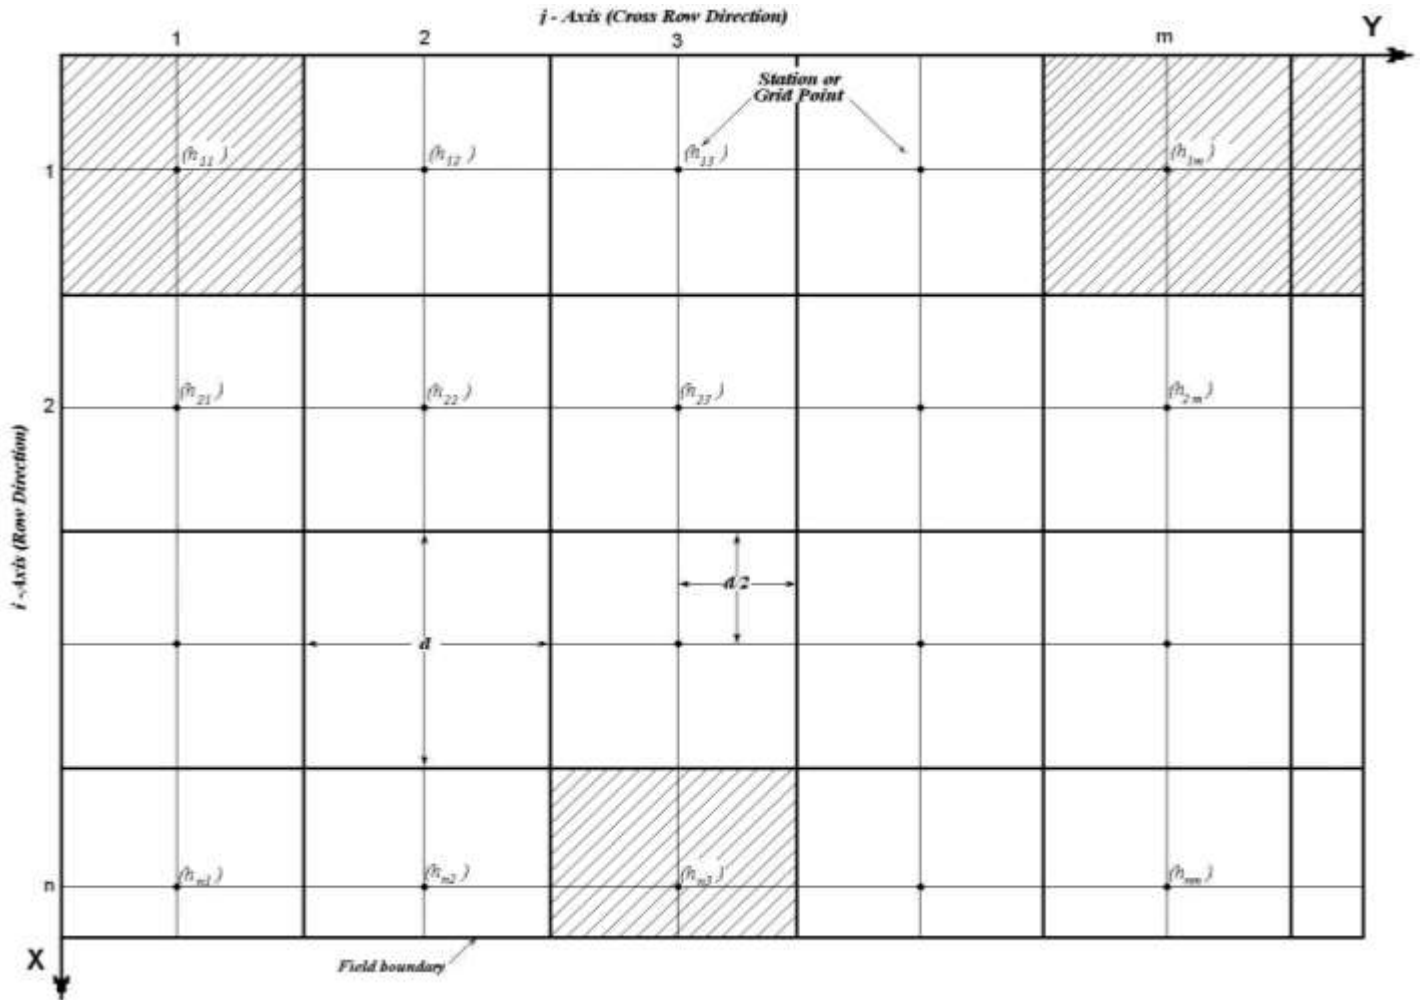 j - Axis (Cross Row Direction)
1 2 3 m Y
Station or
Grid Point
(h11) (h12) (h13) (h1m)
1
(h21) (h22) (h23) (h2m)
2
i -Axis (Row Direction)
d/2
d
(hn1) (hn2) (hn3) (hnm)
n
X
Field boundary